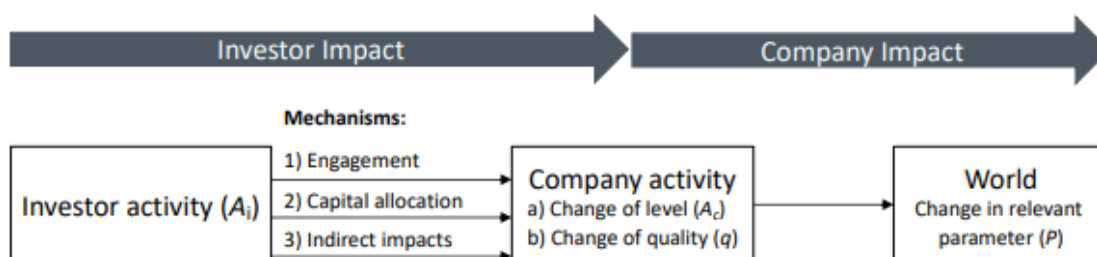 Investor Impact
Company Impact
Mechanisms:
1) Engagement
2) Capital allocation
3) Indirect impacts
Investor activity (Ai)
Company activity
a) Change of level (Ac)
b) Change of quality (q)
World
Change in relevant
parameter (P)